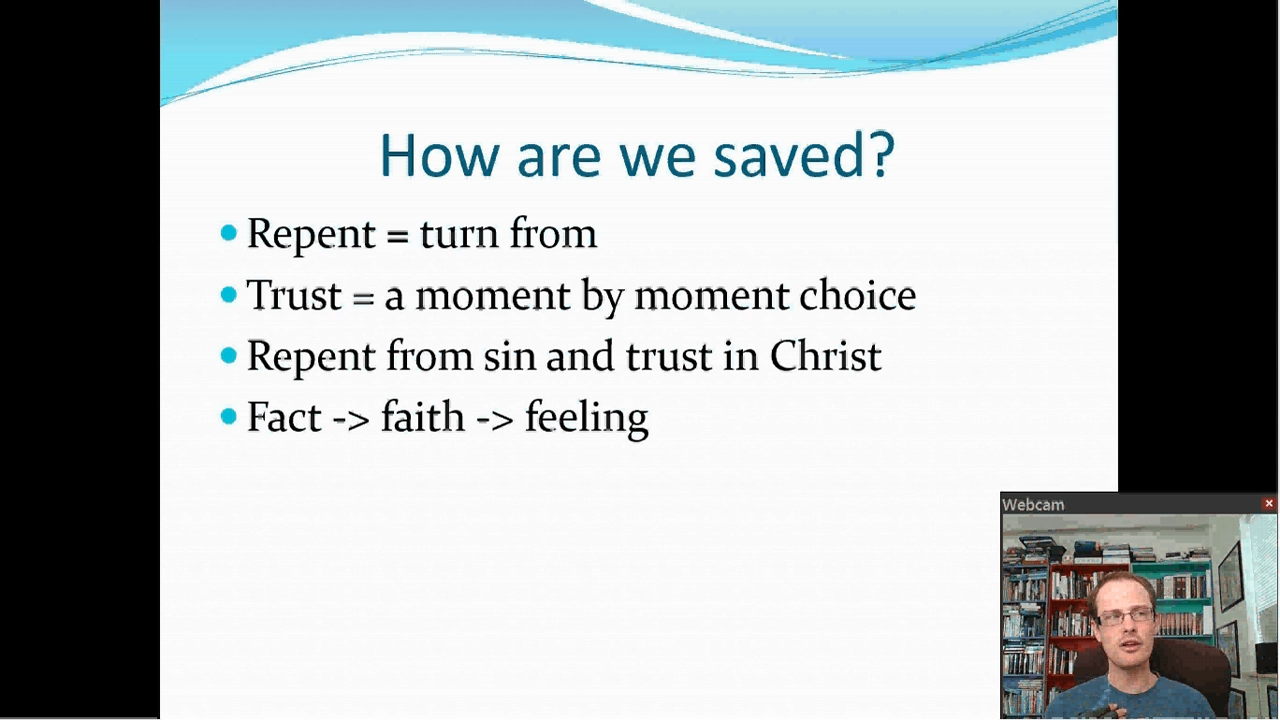 How are we saved?
Repent = turn from
Trust = a moment by moment choice
Repent from sin and trust in Christ
Fact -> faith -> feeling
Webcam